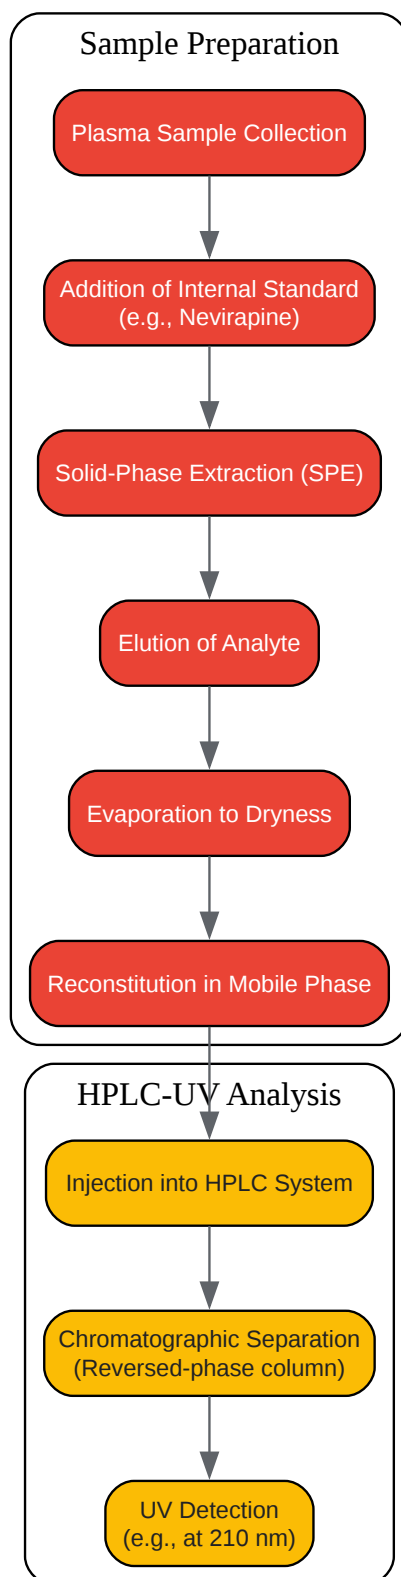 Sample Preparation
Plasma Sample Collection
Addition of Internal Standard
(e.g., Nevirapine)
Solid-Phase Extraction (SPE)
Elution of Analyte
Evaporation to Dryness
Reconstitution in Mobile Phase
HPLC-UV Analysis
Injection into HPLC System
Chromatographic Separation
(Reversed-phase column)
UV Detection
(e.g., at 210 nm)